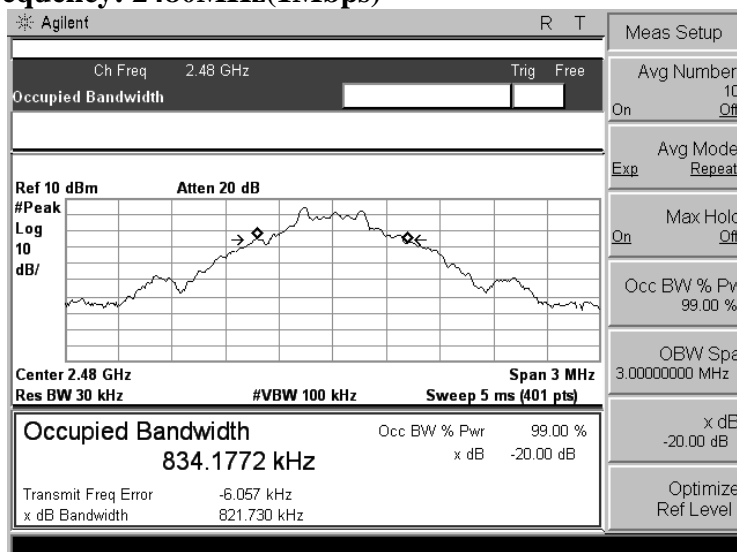 equency: 2480MHz(1Mbps)
Agilent R T
Ch Freq 2.48 GHz Trig Free
Occupied Bandwidth
Ref 10 dBm Atten 20 dB
#Peak
Log
10
dB/
Center 2.48 GHz Span 3 MHz
Res BW 30 kHz #VBW 100 kHz Sweep 5 ms (401 pts)
Occupied Bandwidth
834.1772 kHz
Occ BW % Pwr 99.00 %
x dB -20.00 dB
Transmit Freq Error -6.057 kHz
x dB Bandwidth 821.730 kHz
Meas Setup
Avg Number
10
On Off
Avg Mode
Exp Repeat
Max Hold
On Off
Occ BW % Pw
99.00 %
OBW Spa
3.00000000 MHz
x dB
-20.00 dB
Optimize
Ref Level